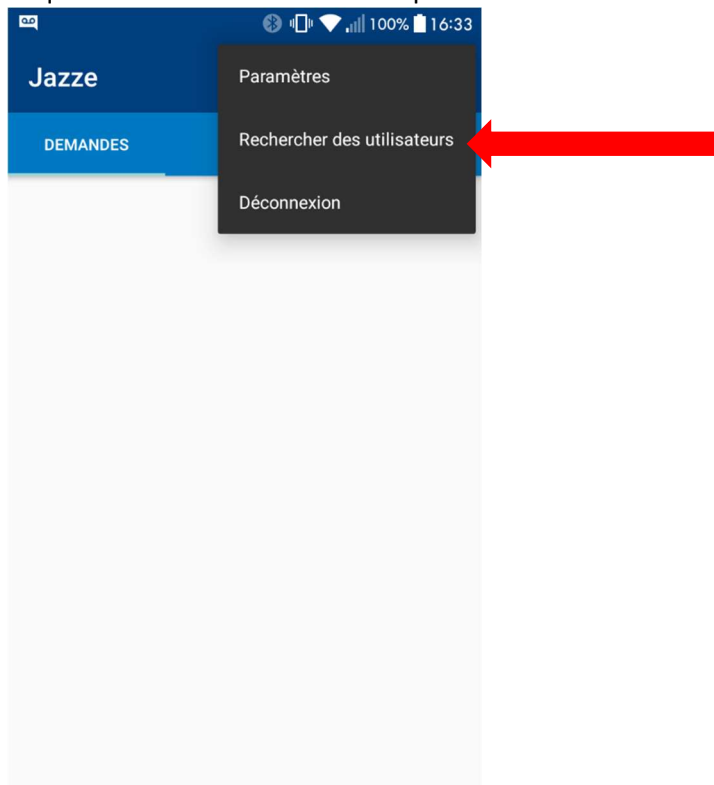 100% 16:33
Jazze
Paramètres
DEMANDES
Rechercher des utilisateurs
Déconnexion